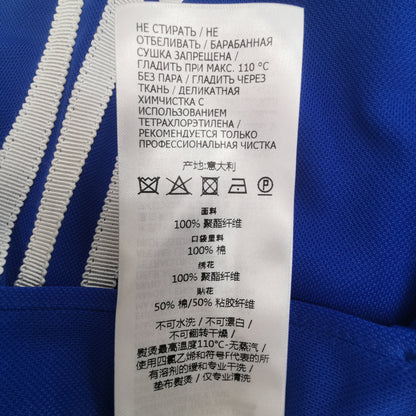 НЕ СТИРАТЬ / НЕ
ОТБЕЛИВАТЬ / БАРАБАННАЯ
СУШКА ЗАПРЕЩЕНА /
ГЛАДИТЬ ПРИ МАКС. 110 °C
БЕЗ ПАРА / ГЛАДИТЬ ЧЕРЕЗ
ТКАНЬ / ДЕЛИКАТНАЯ
ХИМЧИСТКА С
ИСПОЛЬЗОВАНИЕМ
ТЕТРАХЛОРЭТИЛЕНА /
РЕКОМЕНДУЕТСЯ ТОЛЬКО
ПРОФЕССИОНАЛЬНАЯ ЧИСТКА
产地:意大利
P
面料
100% 聚酯纤维
口袋里料
100% 棉
绣花
100% 聚酯纤维
贴花
50% 棉/50% 粘胶纤维
不可水洗 / 不可漂白 /
不可翻转干燥 /
熨烫最高温度110°C-无蒸汽 /
使用四氯乙烯和符号F代表的所
有溶剂的缓和专业干洗 /
垫布熨烫 / 仅专业清洗